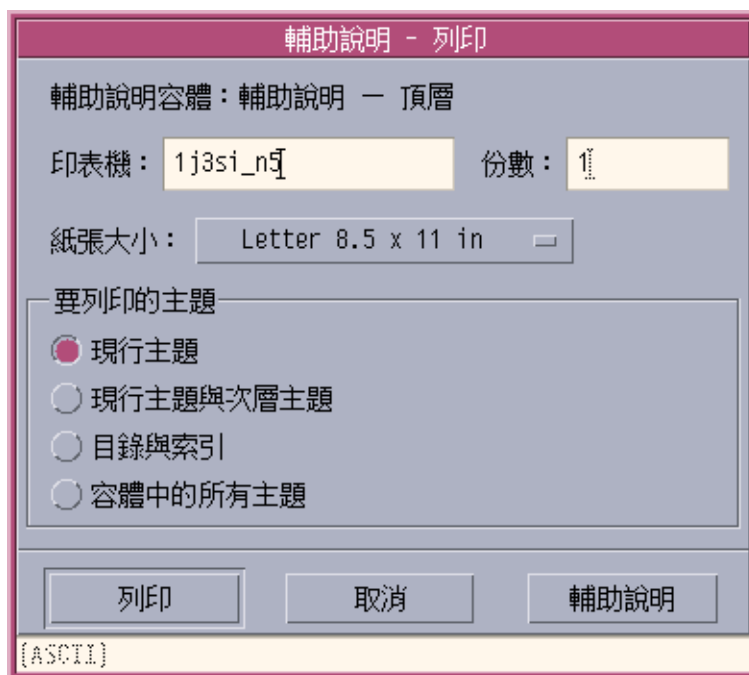 輔助說明 - 列印
輔助說明容體：輔助說明 － 頂層
印表機： 1j3si_n5 份數： 1
紙張大小： Letter 8.5 x 11 in
要列印的主題
現行主題
現行主題與次層主題
目錄與索引
容體中的所有主題
列印 取消 輔助說明
[ASCII]